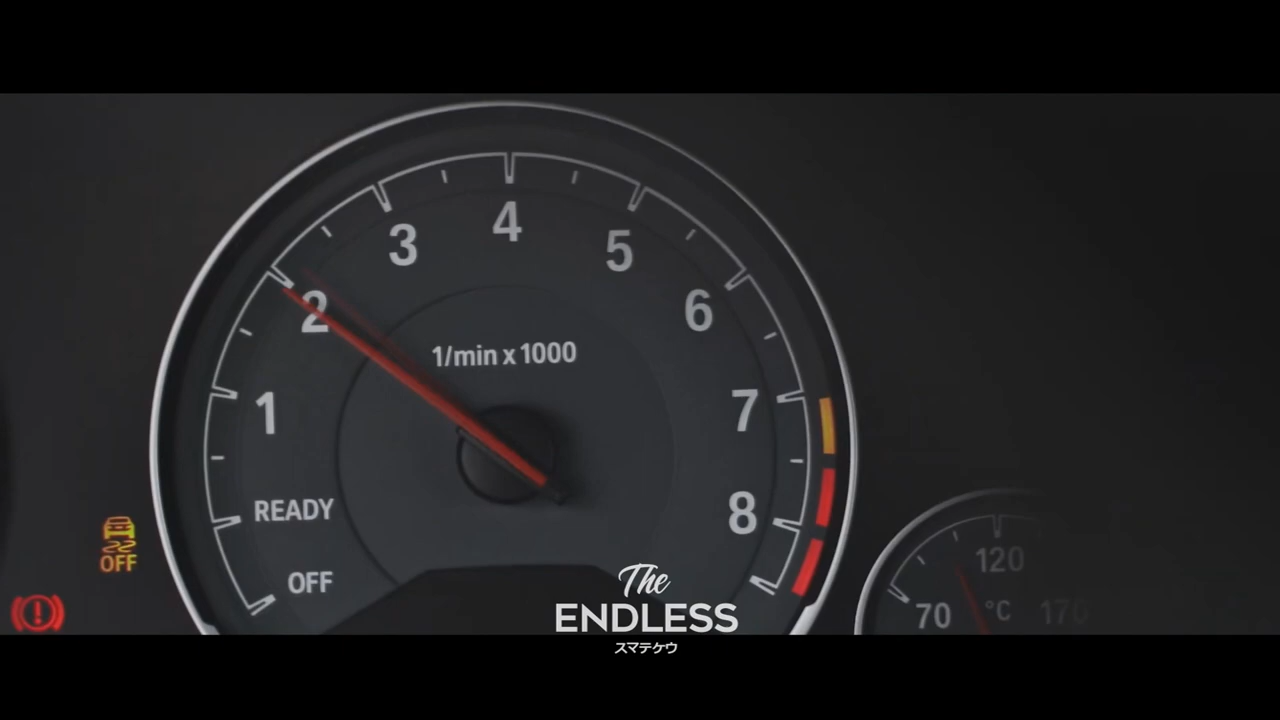 4
3
5
2
6
1/min x 1000
1
7
READY
8
OFF
OFF
120
70
°C
170
The
ENDLESS
スマテケウ